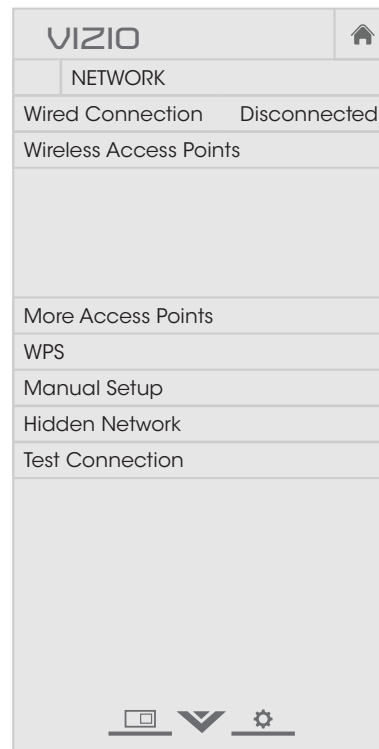 VIZIO
NETWORK
Wired Connection Disconnected
Wireless Access Points
More Access Points
WPS
Manual Setup
Hidden Network
Test Connection